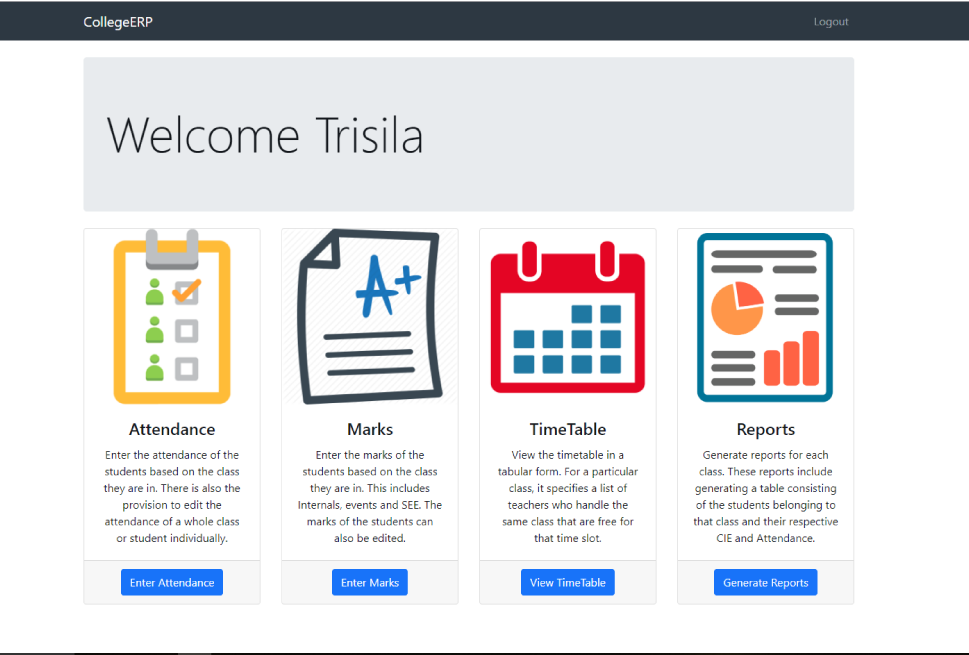 CollegeERP
Logout
Welcome Trisila
A+
Attendance
Enter the attendance of the
students based on the class
they are in. There is also the
provision to edit the
attendance of a whole class
or student individually.
Enter Attendance
Marks
Enter the marks of the
students based on the class
they are in. This includes
Internals, events and SEE. The
marks of the students can
also be edited.
Enter Marks
TimeTable
View the timetable in a
tabular form. For a particular
class, it specifies a list of
teachers who handle the
same class that are free for
that time slot.
View TimeTable
Reports
Generate reports for each
class. These reports include
generating a table consisting
of the students belonging to
that class and their respective
CIE and Attendance.
Generate Reports